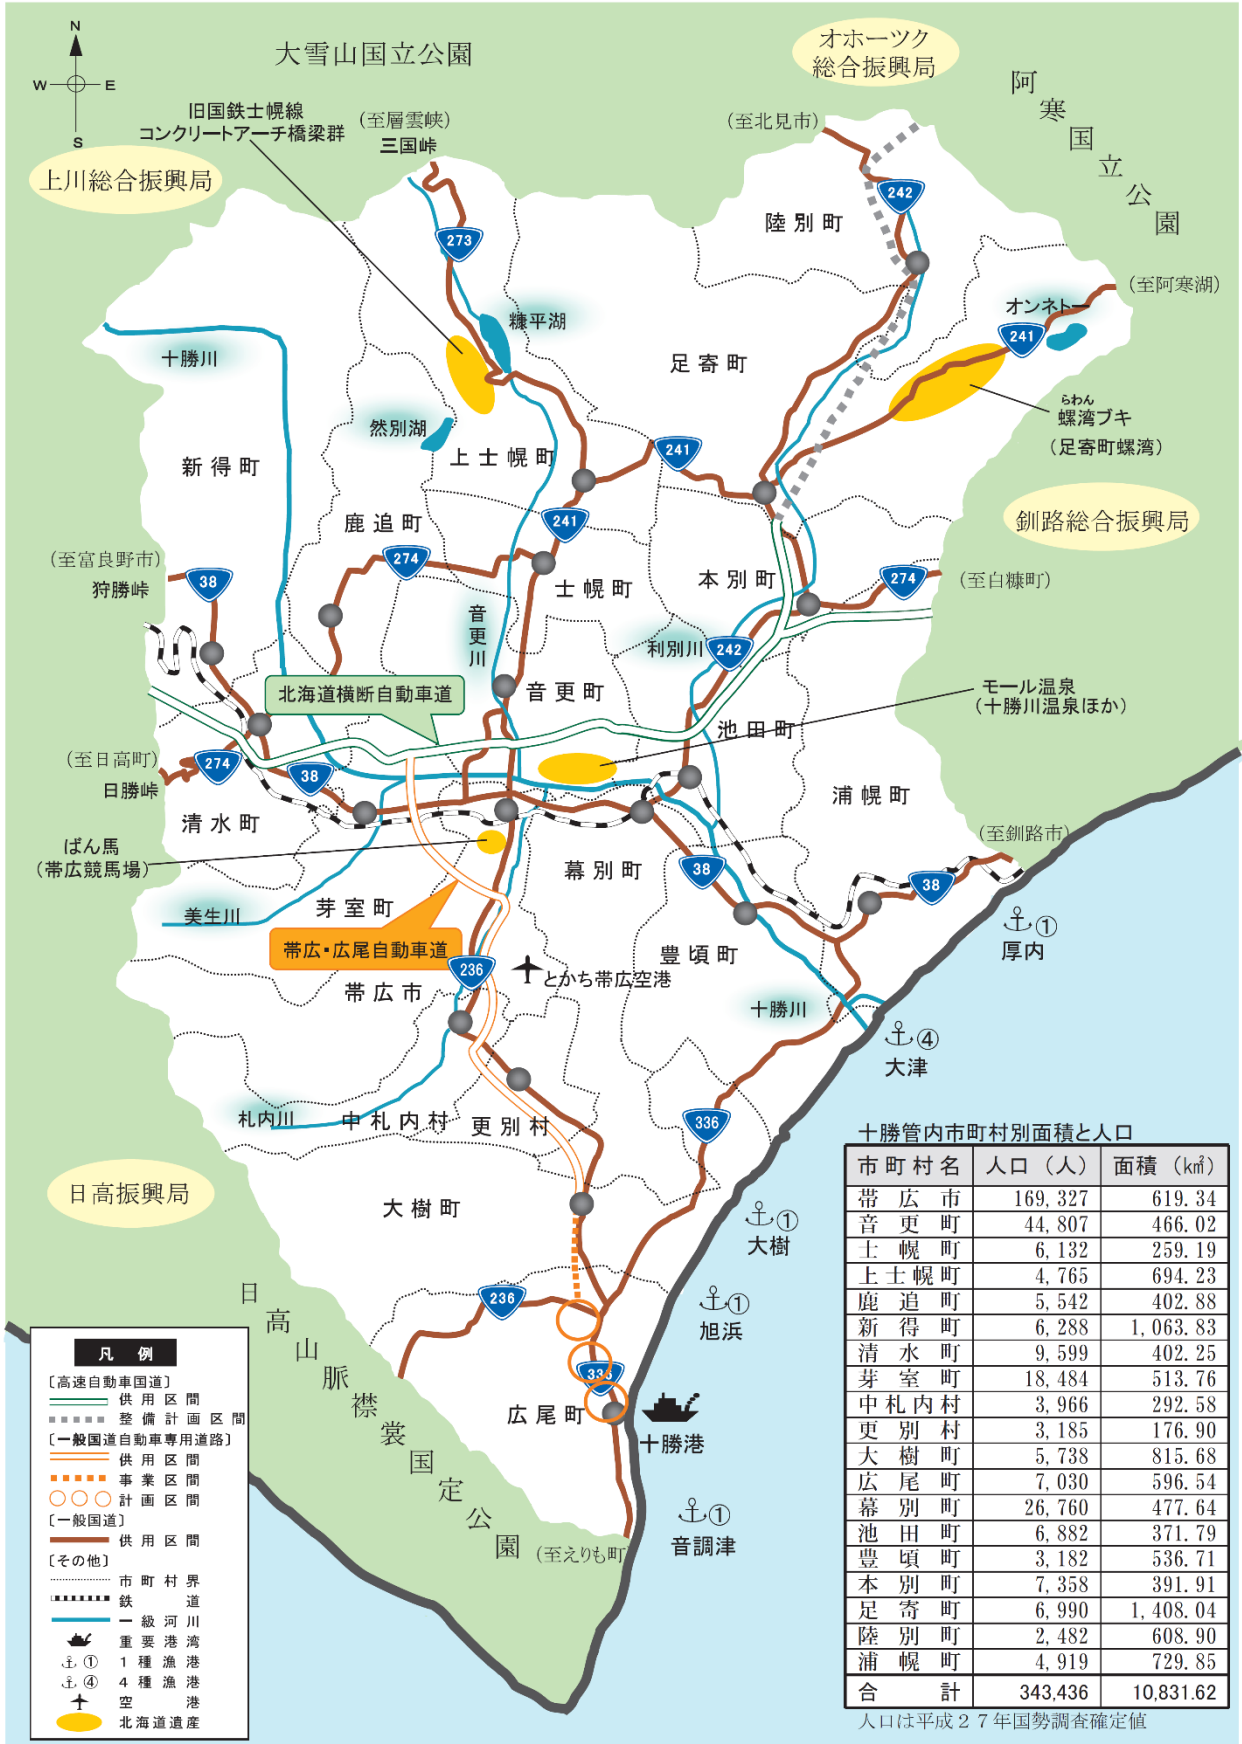 N
W E
S
大雪山国立公園
オホーツク
総合振興局
阿寒国立公園
旧国鉄士幌線
コンクリートアーチ橋梁群
(至層雲峡)
三国峠
(至北見市)
上川総合振興局
242
陸別町
273
(至阿寒湖)
オンネトー
241
糠平湖
十勝川
足寄町
らわん
螺湾ブキ
(足寄町螺湾)
然別湖
上士幌町
241
新得町
鹿追町
241
釧路総合振興局
(至富良野市)
狩勝峠
38
274
士幌町
本別町
274
(至白糠町)
音更川
利別川
242
北海道横断自動車道
音更町
モール温泉
(十勝川温泉ほか)
池田町
(至日高町)
日勝峠
274
38
浦幌町
清水町
(至釧路市)
ばん馬
(帯広競馬場)
幕別町
38
38
美生川
芽室町
①
厚内
帯広・広尾自動車道
豊頃町
236
とかち帯広空港
帯広市
十勝川
④
大津
札内川
中札内村
更別村
336
日高振興局
大樹町
①
大樹
236
①
旭浜
日高山脈襟裳国定公園
336
広尾町
十勝港
①
音調津
(至えりも町)
凡例
〔高速自動車国道〕
供用区間
整備計画区間
〔一般国道自動車専用道路〕
供用区間
事業区間
計画区間
〔一般国道〕
供用区間
〔その他〕
市町村界
鉄道
一級河川
重要港湾
① 1種漁港
④ 4種漁港
空港
北海道遺産
十勝管内市町村別面積と人口
市町村名 人口(人) 面積(㎢)
帯広市 169,327 619.34
音更町 44,807 466.02
士幌町 6,132 259.19
上士幌町 4,765 694.23
鹿追町 5,542 402.88
新得町 6,288 1,063.83
清水町 9,599 402.25
芽室町 18,484 513.76
中札内村 3,966 292.58
更別村 3,185 176.90
大樹町 5,738 815.68
広尾町 7,030 596.54
幕別町 26,760 477.64
池田町 6,882 371.79
豊頃町 3,182 536.71
本別町 7,358 391.91
足寄町 6,990 1,408.04
陸別町 2,482 608.90
浦幌町 4,919 729.85
合計 343,436 10,831.62
人口は平成27年国勢調査確定値